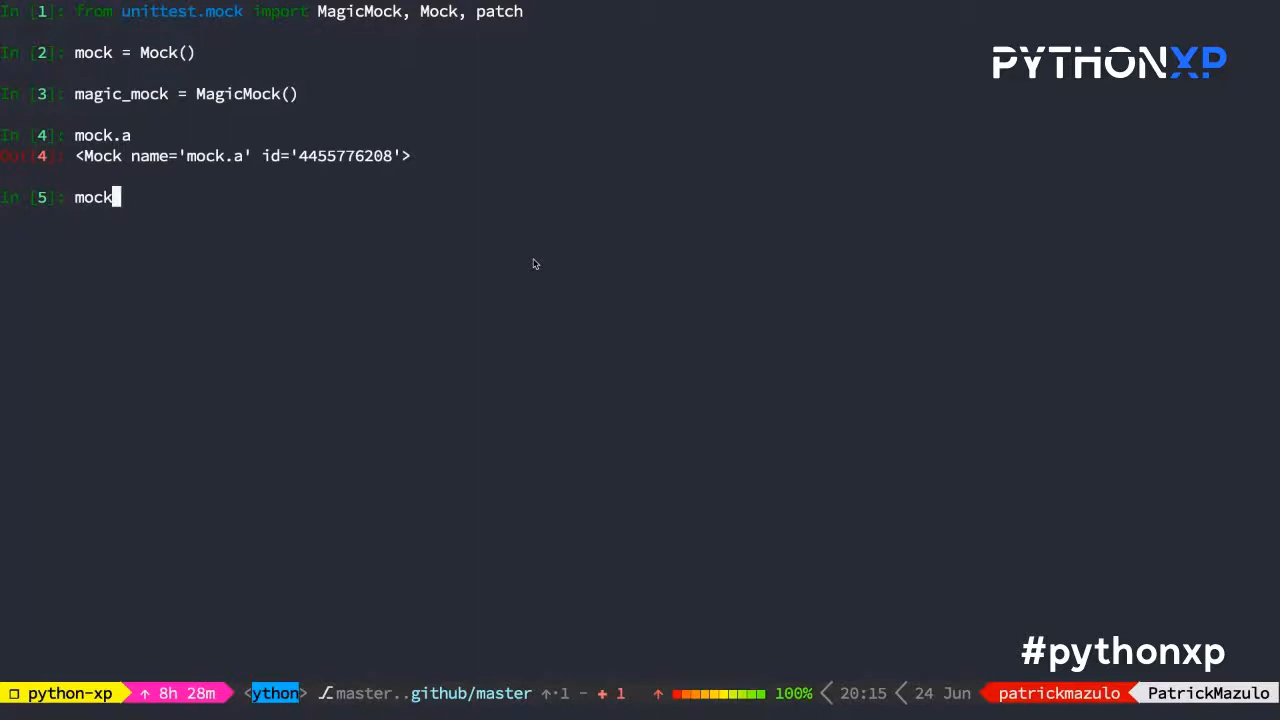 In [1]: from unittest.mock import MagicMock, Mock, patch
In [2]: mock = Mock()
PYTHONXP
In [3]: magic_mock = MagicMock()
In [4]: mock.a
Out[4]: <Mock name='mock.a' id='4455776208'>
In [5]: mock
#pythonxp
❐ python-xp ↑ 8h 28m <ython> ⎇master..github/master ↑·1 - + 1 ↑ 100% < 20:15 < 24 Jun patrickmazulo PatrickMazulo